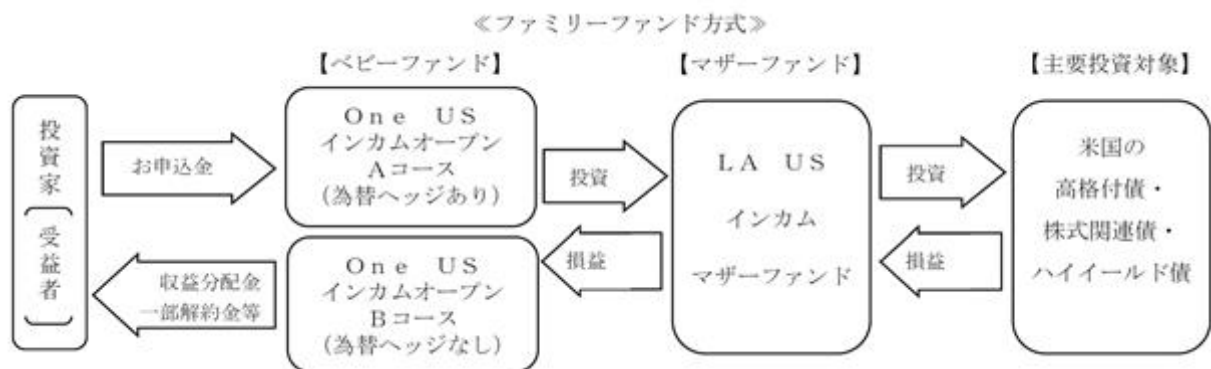 ≪ファミリーファンド方式≫
【ベビーファンド】
【マザーファンド】
【主要投資対象】
投資家
（受益者）
お申込金
収益分配金
一部解約金等
Ｏｎｅ ＵＳ
インカムオープン
Ａコース
（為替ヘッジあり）
Ｏｎｅ ＵＳ
インカムオープン
Ｂコース
（為替ヘッジなし）
投資
損益
ＬＡ ＵＳ
インカム
マザーファンド
投資
損益
米国の
高格付債・
株式関連債・
ハイイールド債